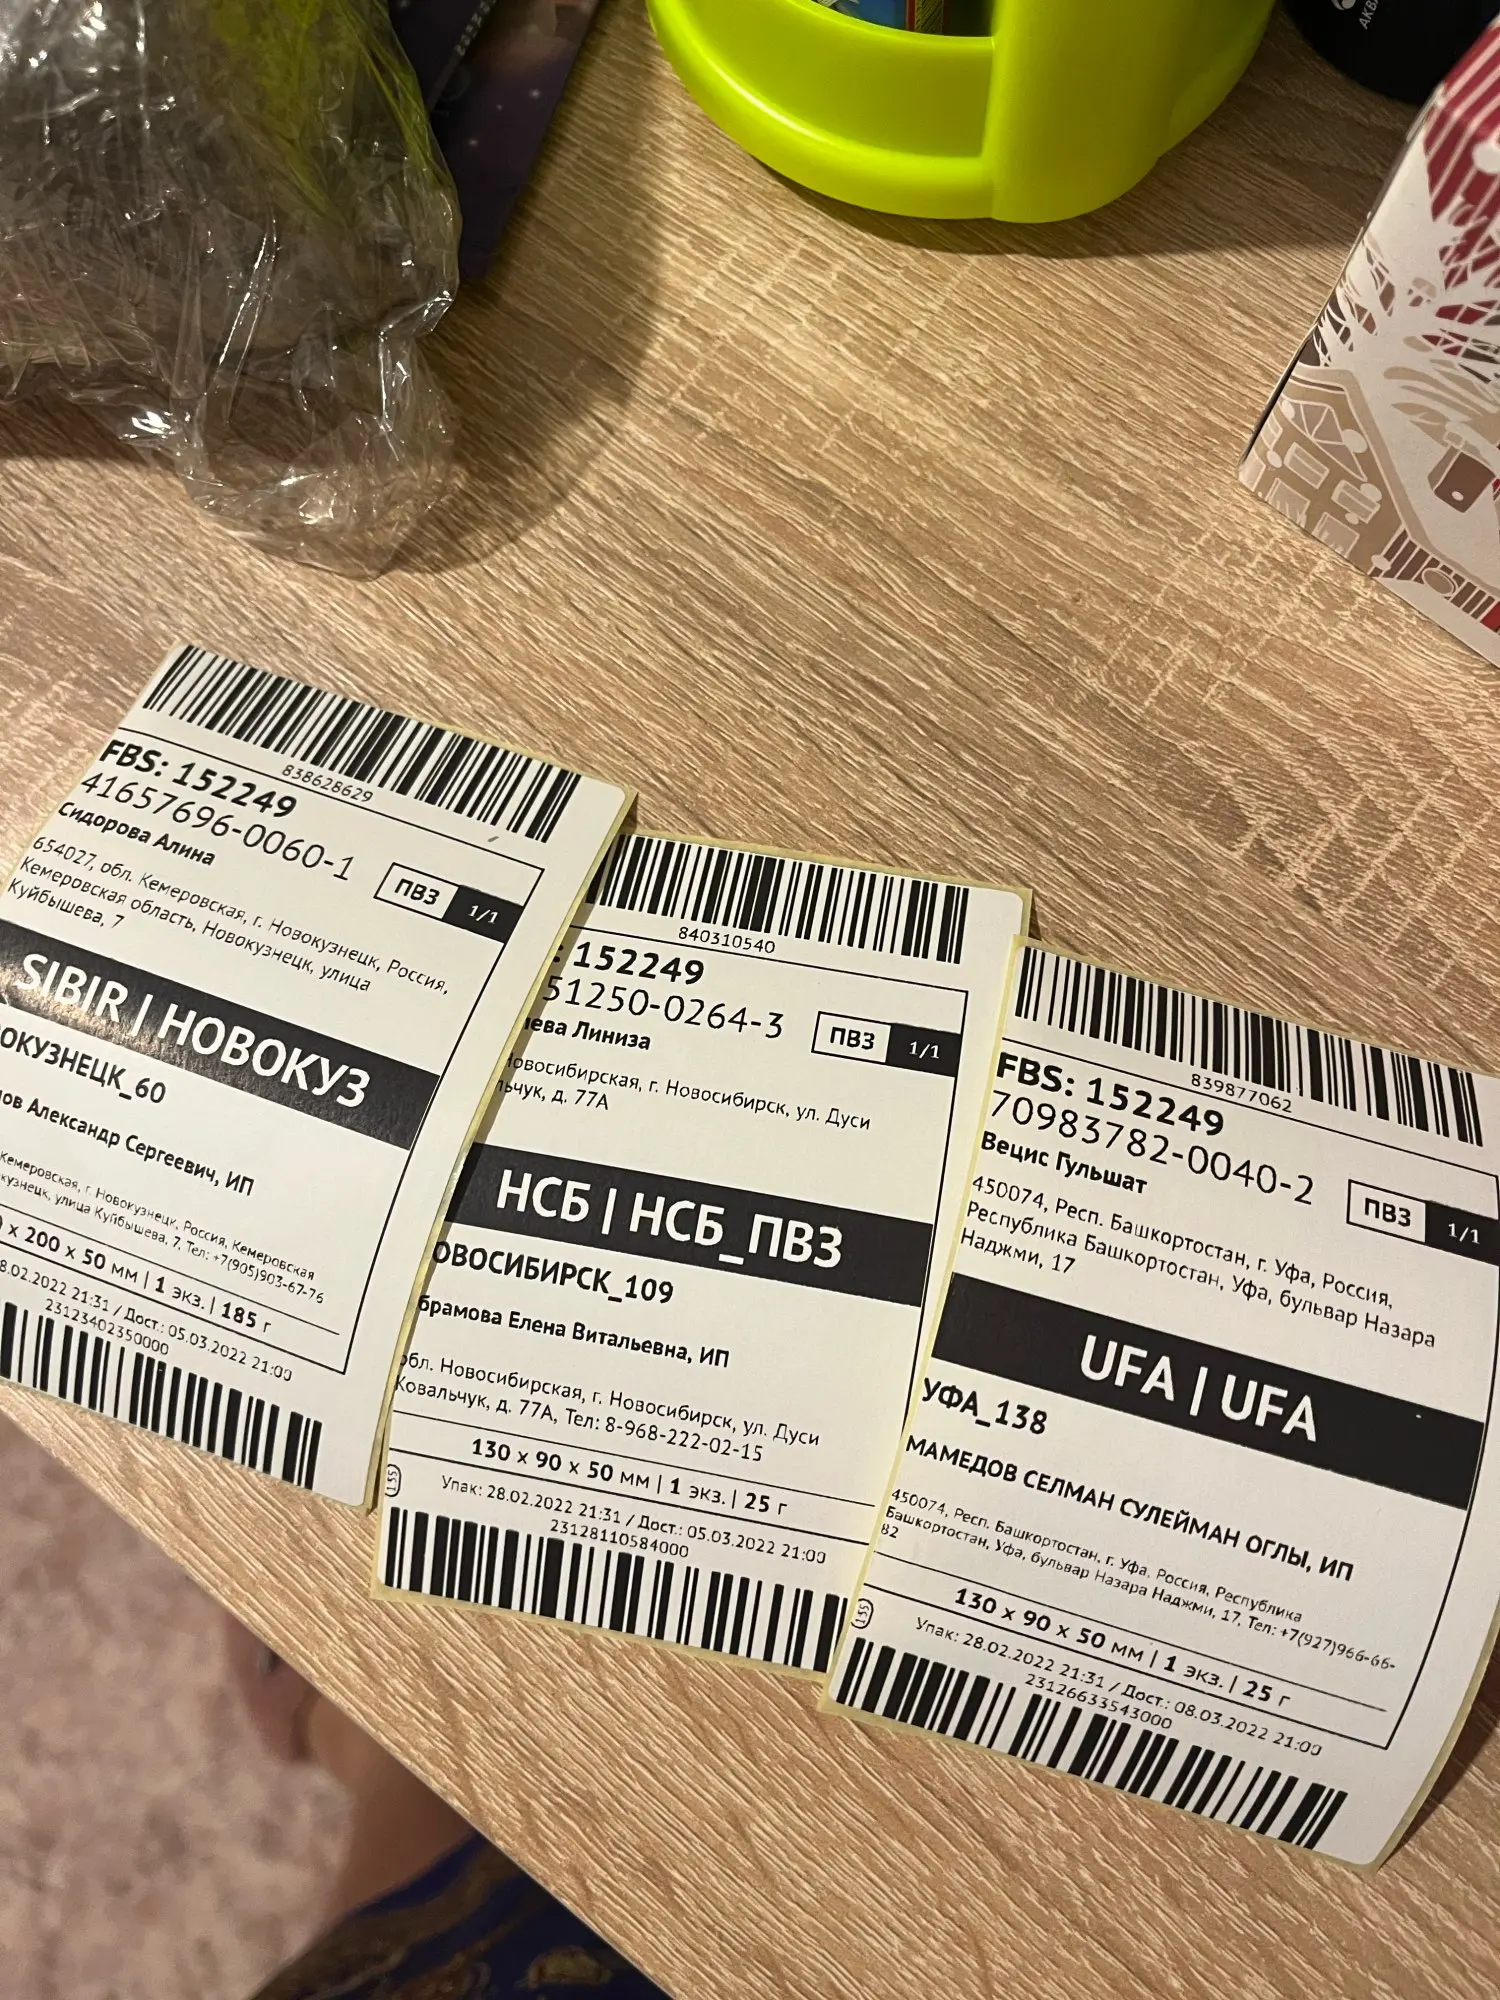 АКВ
838628629
FBS: 152249
41657696-0060-1
Сидорова Алина
ПВЗ 1/1
654027, обл. Кемеровская, г. Новокузнецк, Россия,
Кемеровская область, Новокузнецк, улица
Куйбышева, 7
SIBIR | НОВОКУЗ
ОКУЗНЕЦК_60
ов Александр Сергеевич, ИП
Кемеровская, г. Новокузнецк, Россия, Кемеровская
кузнецк, улица Куйбышева, 7, Тел: +7(905)903-67-76
x 200 x 50 мм | 1 экз. | 185 г
8.02.2022 21:31 / Дост.: 05.03.2022 21:00
23123402350000
840310540
: 152249
51250-0264-3
ева Линиза
ПВЗ 1/1
Новосибирская, г. Новосибирск, ул. Дуси
льчук, д. 77А
НСБ | НСБ_ПВЗ
ОВОСИБИРСК_109
брамова Елена Витальевна, ИП
обл. Новосибирская, г. Новосибирск, ул. Дуси
Ковальчук, д. 77А, Тел: 8-968-222-02-15
130 x 90 x 50 мм | 1 экз. | 25 г
155
Упак: 28.02.2022 21:31 / Дост.: 05.03.2022 21:00
23128110584000
839877062
FBS: 152249
70983782-0040-2
Вецис Гульшат
ПВЗ 1/1
450074, Респ. Башкортостан, г. Уфа, Россия,
Республика Башкортостан, Уфа, бульвар Назара
Наджми, 17
UFA | UFA
УФА_138
МАМЕДОВ СЕЛМАН СУЛЕЙМАН ОГЛЫ, ИП
450074, Респ. Башкортостан, г. Уфа, Россия, Республика
Башкортостан, Уфа, бульвар Назара Наджми, 17, Тел: +7(927)966-66-
82
130 x 90 x 50 мм | 1 экз. | 25 г
155
Упак: 28.02.2022 21:31 / Дост.: 08.03.2022 21:00
23126633543000